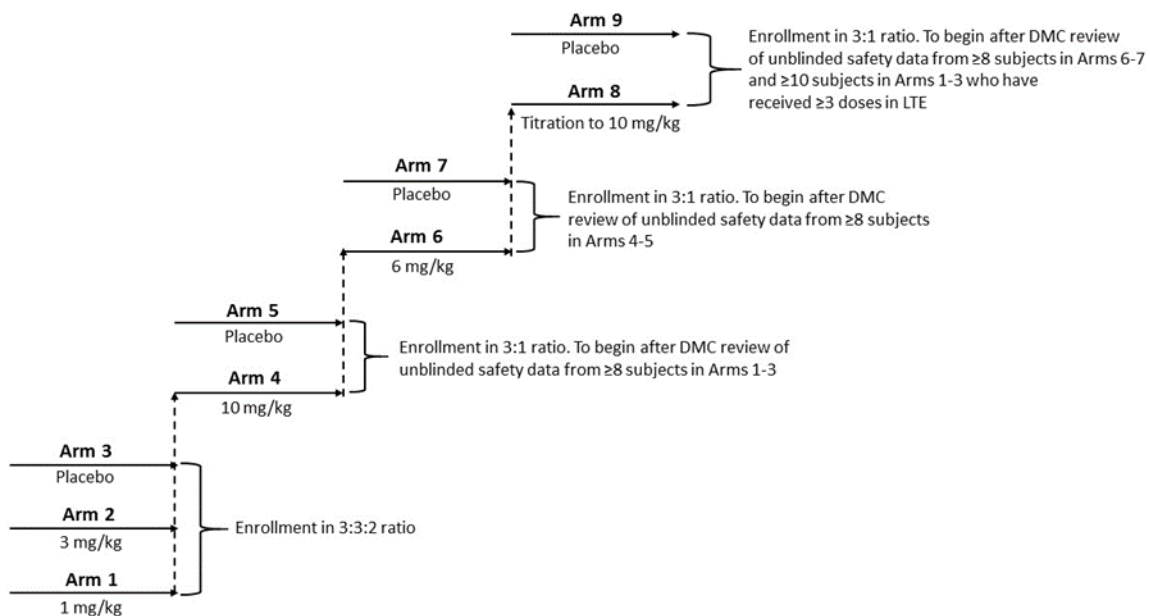 Arm 9
Placebo
Enrollment in 3:1 ratio. To begin after DMC review
of unblinded safety data from ≥8 subjects in Arms 6-7
and ≥10 subjects in Arms 1-3 who have
received ≥3 doses in LTE
Arm 8
Titration to 10 mg/kg
Arm 7
Placebo
Enrollment in 3:1 ratio. To begin after DMC
review of unblinded safety data from ≥8 subjects
in Arms 4-5
Arm 6
6 mg/kg
Arm 5
Placebo
Enrollment in 3:1 ratio. To begin after DMC review of
unblinded safety data from ≥8 subjects in Arms 1-3
Arm 4
10 mg/kg
Arm 3
Placebo
Arm 2
3 mg/kg
Enrollment in 3:3:2 ratio
Arm 1
1 mg/kg